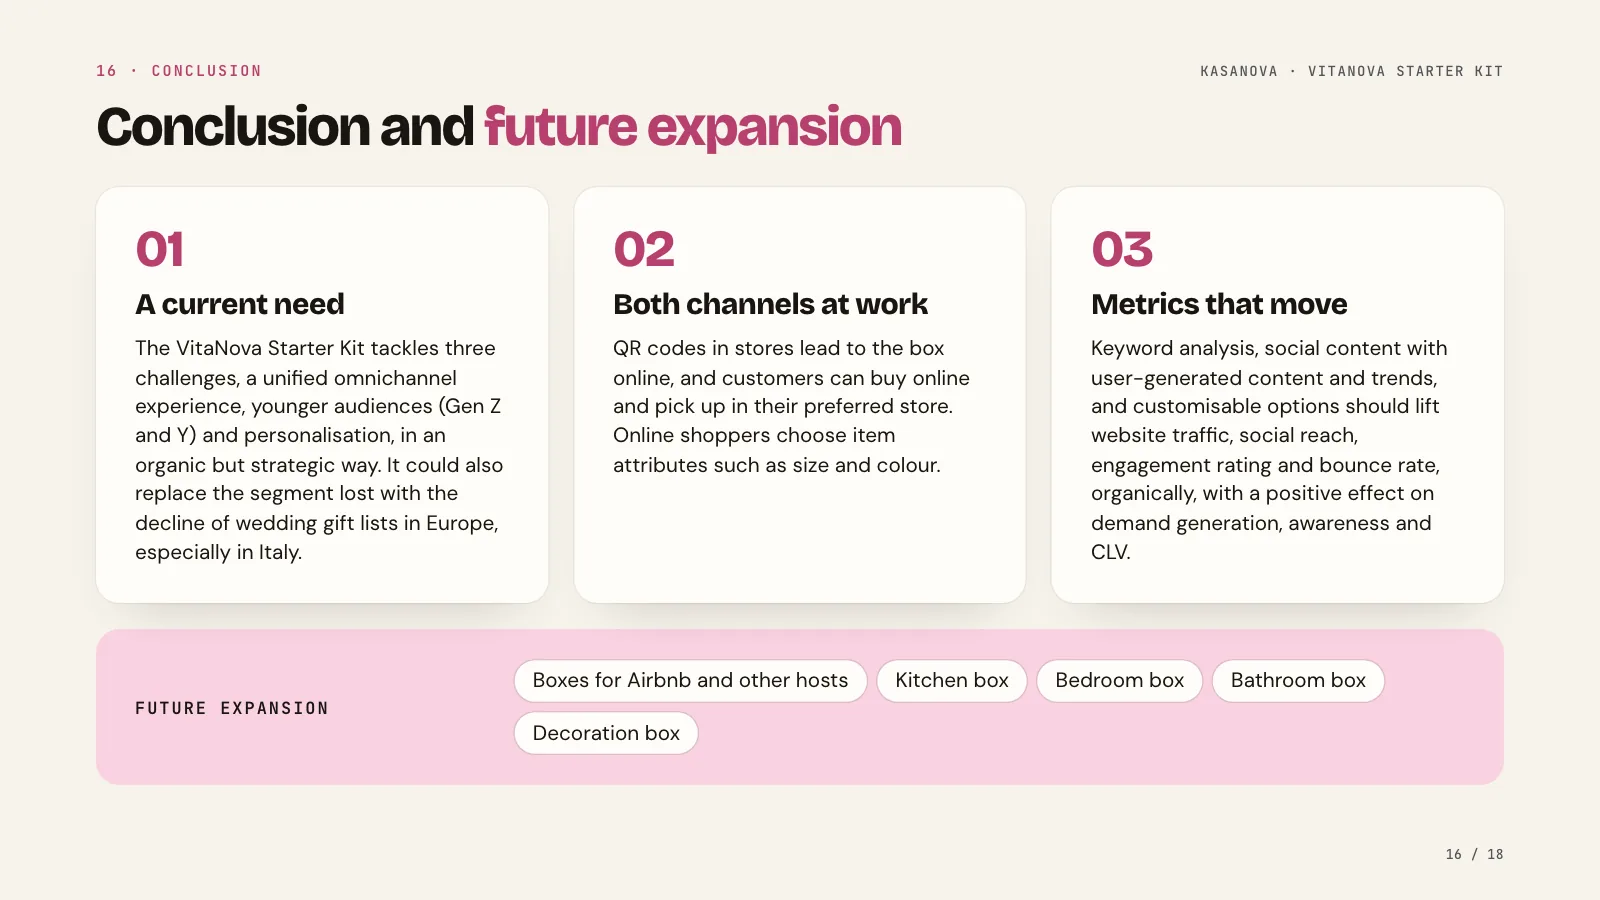 16 · CONCLUSION
KASANOVA · VITANOVA STARTER KIT
Conclusion and future expansion
01
A current need
The VitaNova Starter Kit tackles three
challenges, a unified omnichannel
experience, younger audiences (Gen Z
and Y) and personalisation, in an
organic but strategic way. It could also
replace the segment lost with the
decline of wedding gift lists in Europe,
especially in Italy.
02
Both channels at work
QR codes in stores lead to the box
online, and customers can buy online
and pick up in their preferred store.
Online shoppers choose item
attributes such as size and colour.
03
Metrics that move
Keyword analysis, social content with
user-generated content and trends,
and customisable options should lift
website traffic, social reach,
engagement rating and bounce rate,
organically, with a positive effect on
demand generation, awareness and
CLV.
FUTURE EXPANSION
Boxes for Airbnb and other hosts
Kitchen box
Bedroom box
Bathroom box
Decoration box
16 / 18